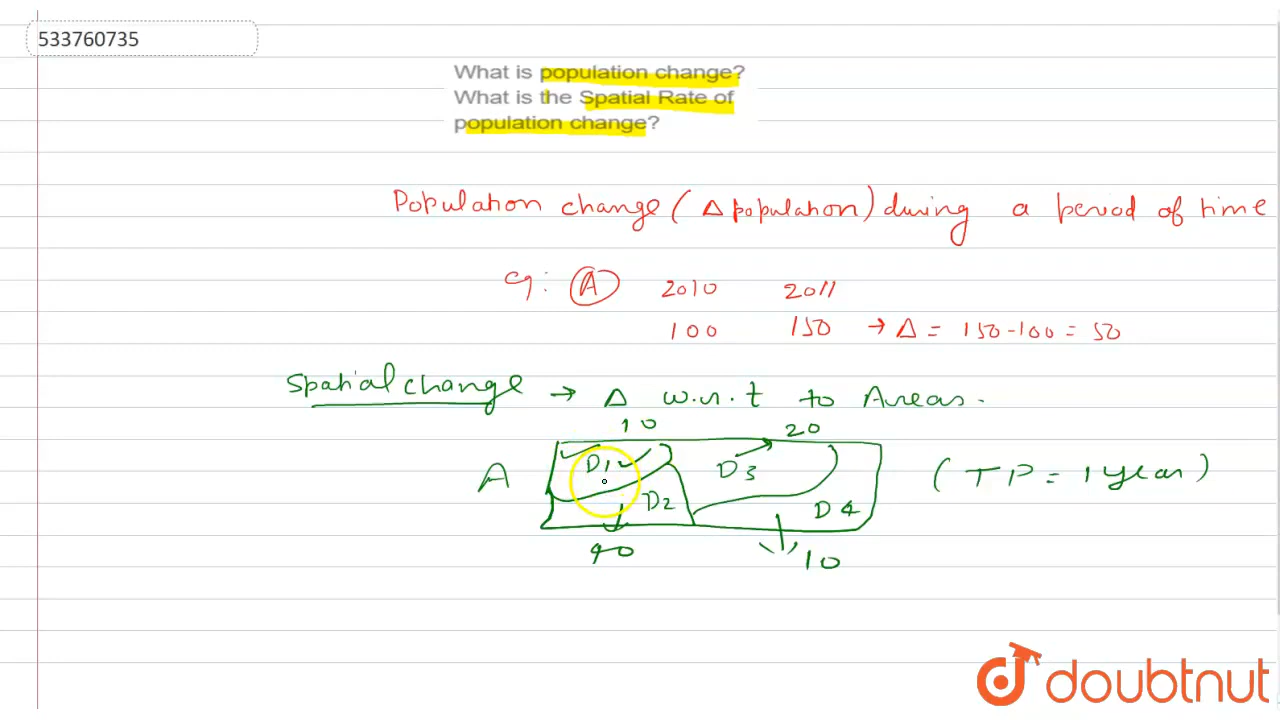 533760735
What is population change?
What is the Spatial Rate of
population change?
Population change (Δ population) during a period of time
eg: A 2010 2011
100 150 → Δ = 150-100 = 50
Spatial change → Δ w.r.t to Areas.
10 20
A D1 D3 (TP = 1 year)
D2 D4
40 10
doubtnut